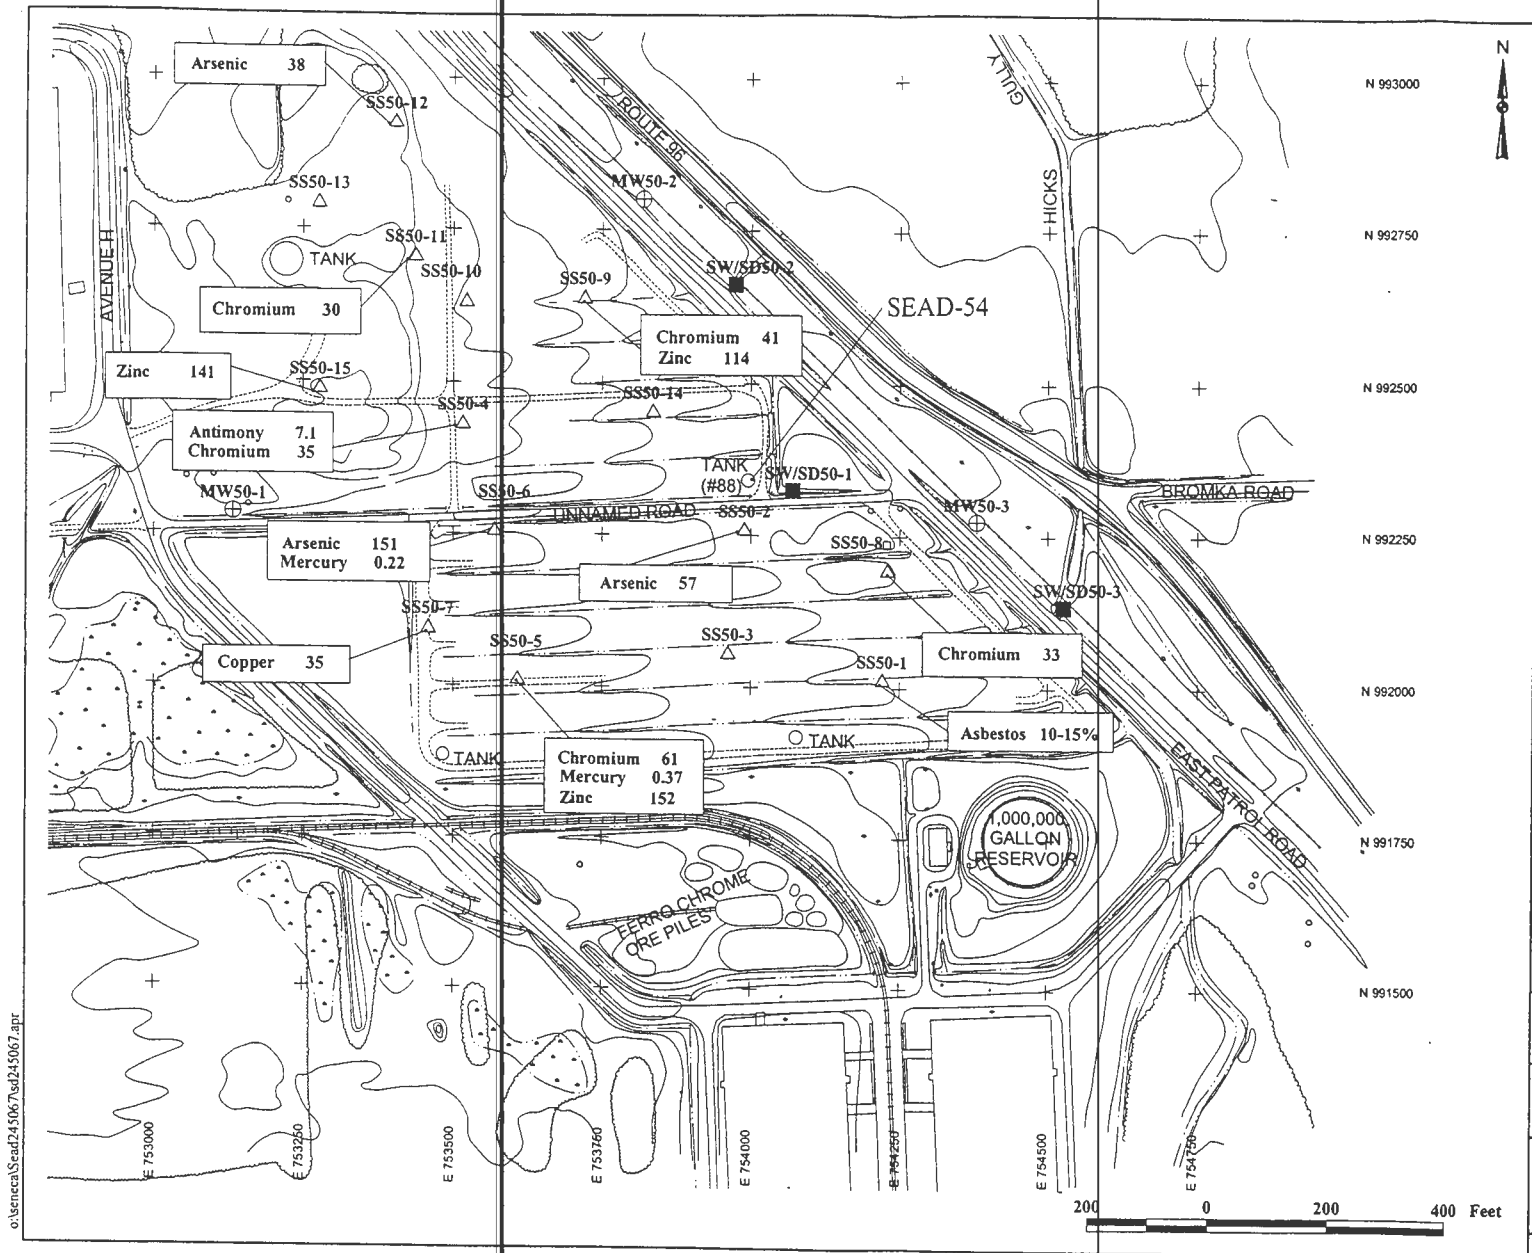 N
N 993000
Arsenic 38
SS50-12
ROUTE 96
GULLY
HICKS
SS50-13
MW50-2
N 992750
AVENUE H
SS50-11
TANK
SS50-10
SS50-9
SW/SD50-2
Chromium 30
SEAD-54
Chromium 41
Zinc 114
Zinc 141
SS50-15
N 992500
SS50-4
SS50-14
Antimony 7.1
Chromium 35
TANK
(#88)
SW/SD50-1
MW50-1
SS50-6
BROMKA ROAD
UNNAMED ROAD
SS50-2
MW50-3
N 992250
Arsenic 151
Mercury 0.22
SS50-8
Arsenic 57
SW/SD50-3
SS50-7
SS50-5
SS50-3
Copper 35
SS50-1
Chromium 33
N 992000
Asbestos 10-15%
TANK
TANK
Chromium 61
Mercury 0.37
Zinc 152
EAST PATROL ROAD
1,000,000
GALLON
RESERVOIR
N 991750
FERRO CHROME
ORE PILES
N 991500
o:\seneca\Sead245067\sd245067.apr
E 753000
E 753250
E 753500
E 753750
E 754000
E 754250
E 754500
E 754750
200 0 200 400 Feet